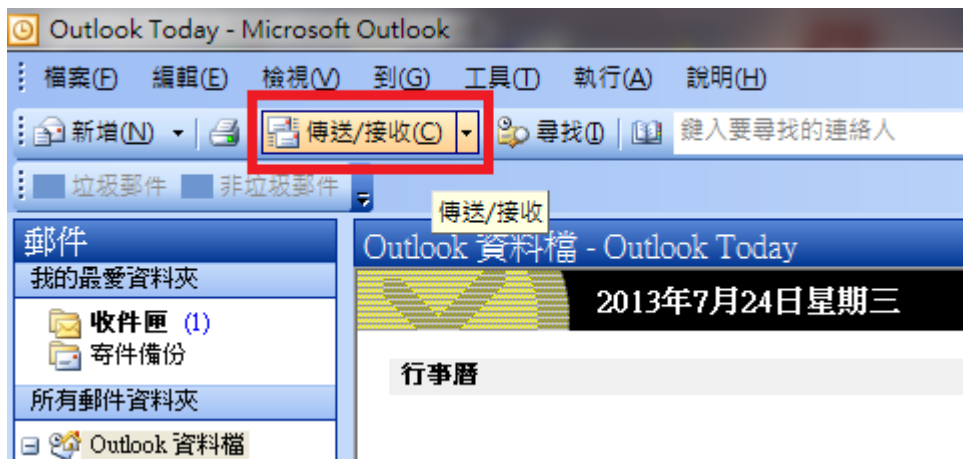 Outlook Today - Microsoft Outlook
檔案(F) 編輯(E) 檢視(V) 到(G) 工具(T) 執行(A) 說明(H)
新增(N) 傳送/接收(C) 尋找(I) 鍵入要尋找的連絡人
垃圾郵件 非垃圾郵件
傳送/接收
郵件 Outlook 資料檔 - Outlook Today
我的最愛資料夾
2013年7月24日星期三
收件匣 (1)
寄件備份
行事曆
所有郵件資料夾
Outlook 資料檔